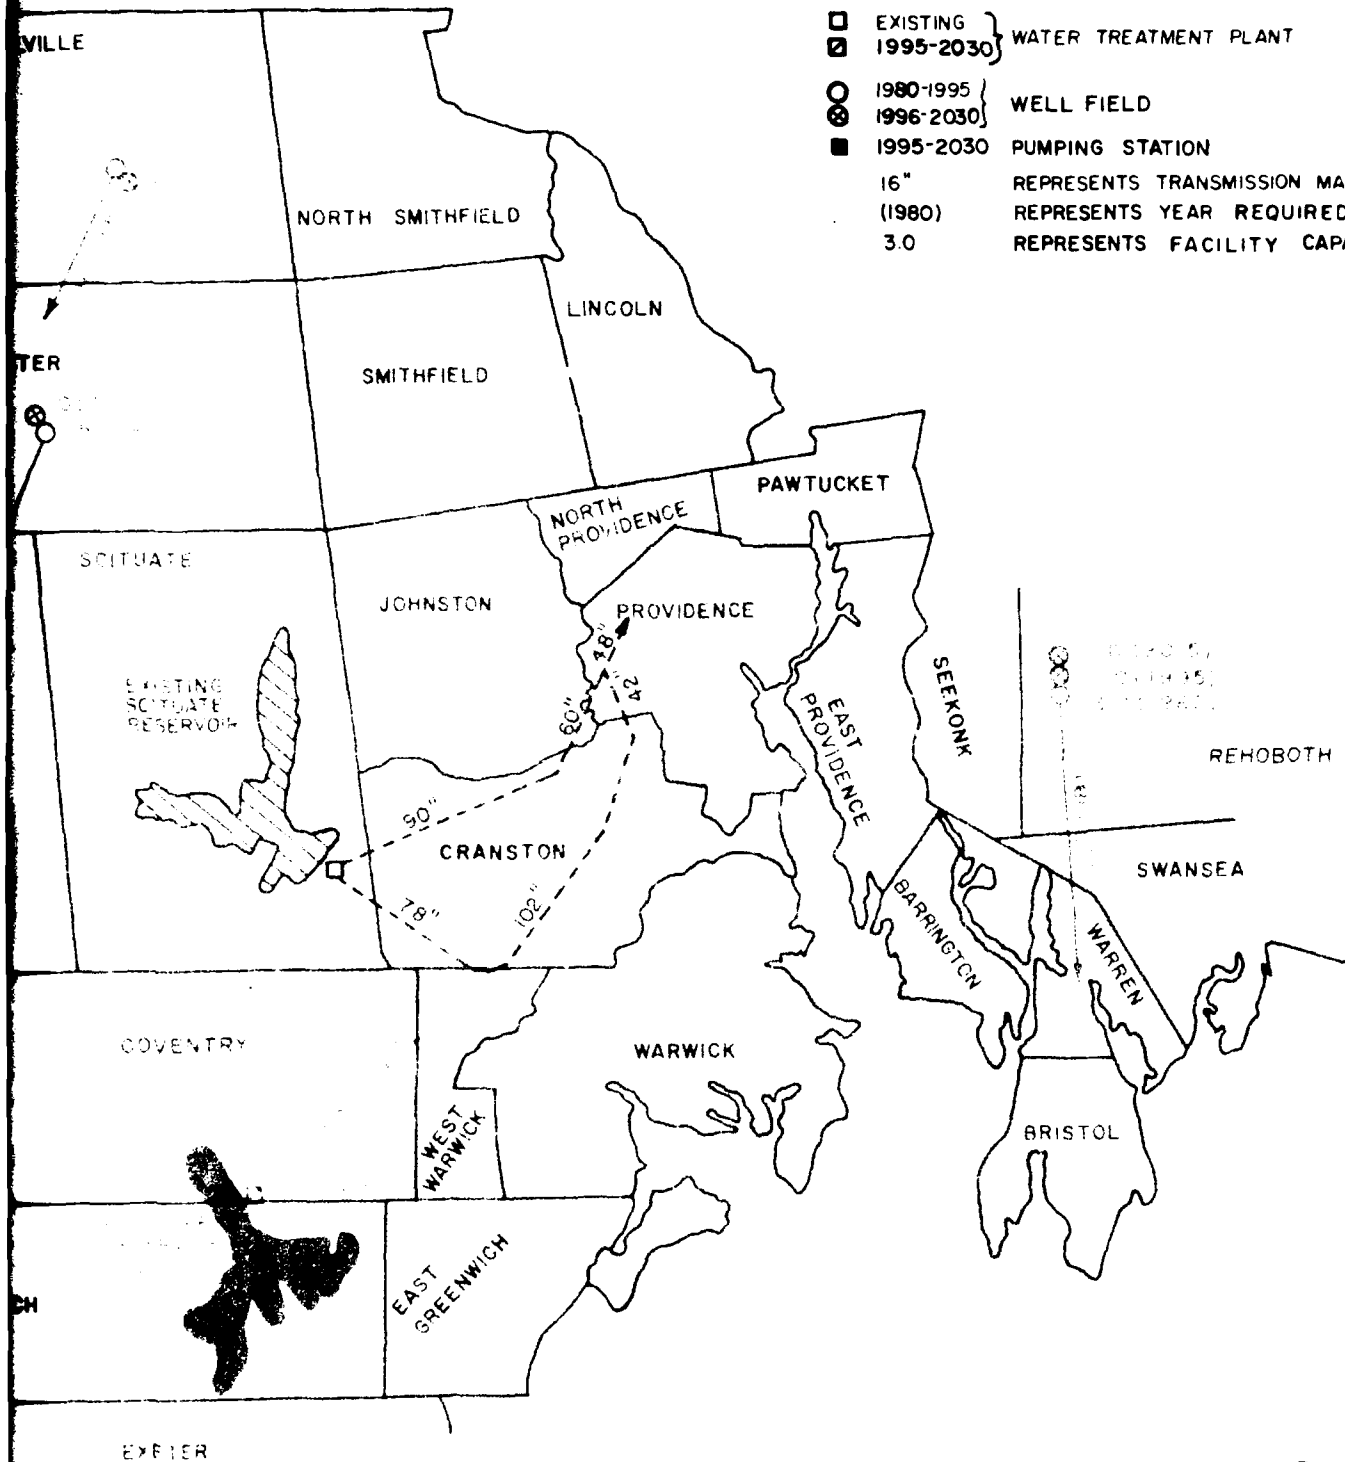 EXISTING
1995-2030
WATER TREATMENT PLANT
1980-1995
1996-2030
WELL FIELD
1995-2030 PUMPING STATION
16" REPRESENTS TRANSMISSION MA
(1980) REPRESENTS YEAR REQUIRED
3.0 REPRESENTS FACILITY CAPA
VILLE
NORTH SMITHFIELD
LINCOLN
TER
SMITHFIELD
PAWTUCKET
NORTH
PROVIDENCE
SCITUATE
JOHNSTON
PROVIDENCE
48"
42"
60"
EXISTING
SCITUATE
RESERVOIR
SEEKONK
EAST
PROVIDENCE
REHOBOTH
90"
CRANSTON
SWANSEA
78"
102"
BARRINGTON
WARREN
COVENTRY
WARWICK
WEST
WARWICK
BRISTOL
EAST
GREENWICH
CH
EXETER